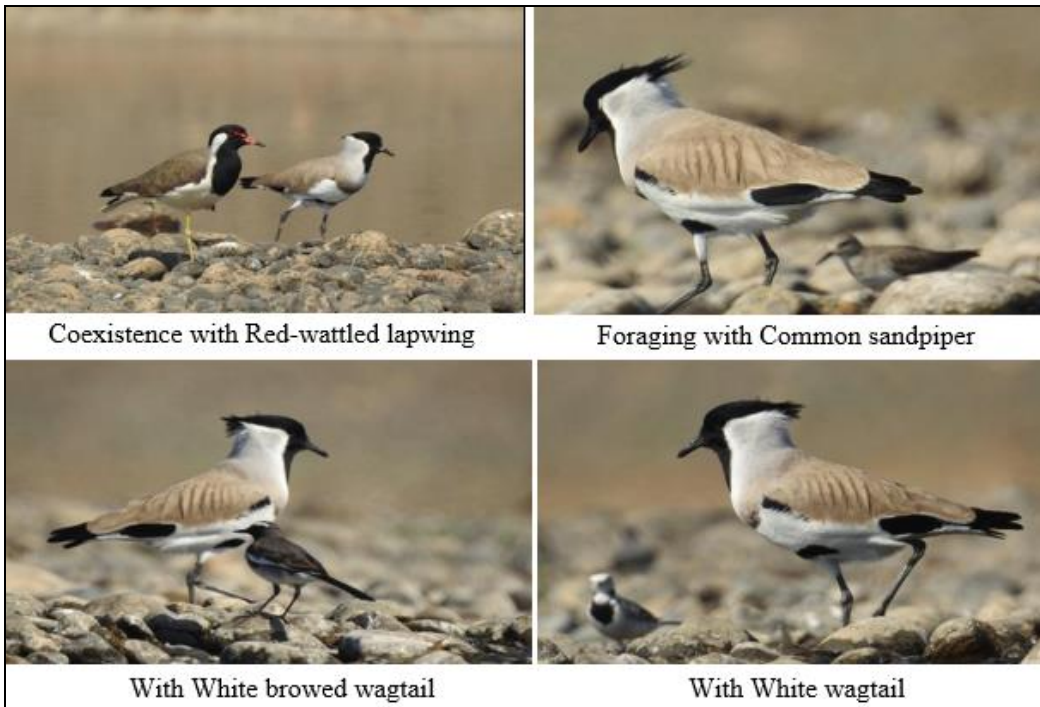 Coexistence with Red-wattled lapwing
Foraging with Common sandpiper
With White browed wagtail
With White wagtail